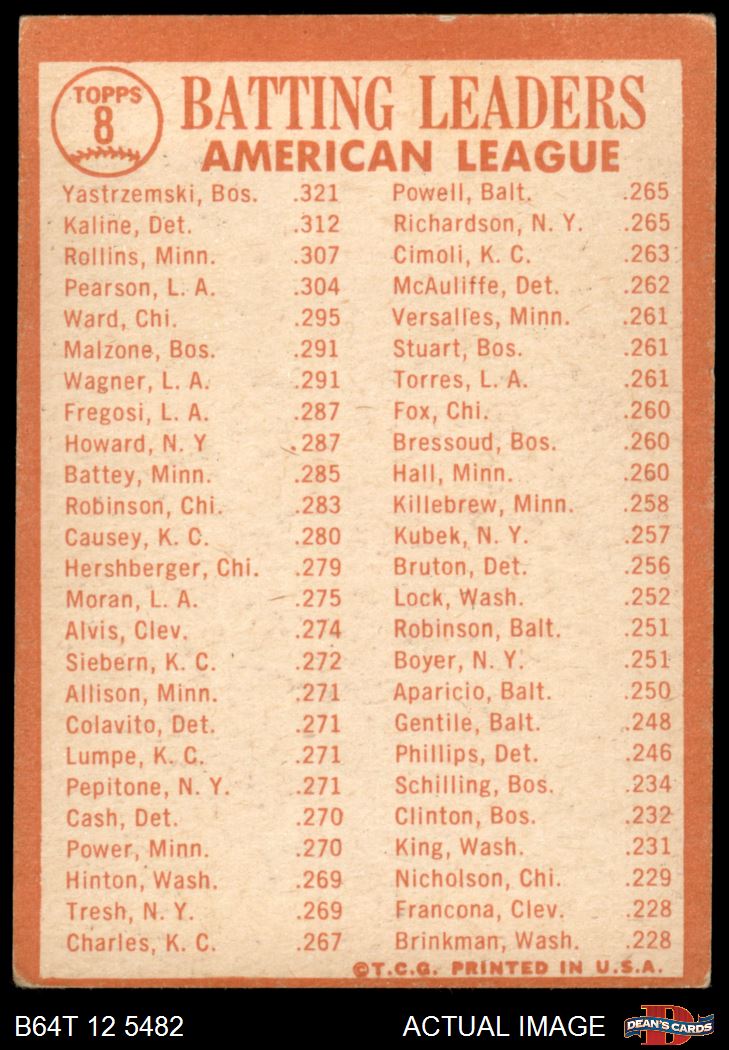 TOPPS
8
BATTING LEADERS
AMERICAN LEAGUE
Yastrzemski, Bos. .321
Kaline, Det. .312
Rollins, Minn. .307
Pearson, L. A. .304
Ward, Chi. .295
Malzone, Bos. .291
Wagner, L. A. .291
Fregosi, L. A. .287
Howard, N. Y .287
Battey, Minn. .285
Robinson, Chi. .283
Causey, K. C. .280
Hershberger, Chi. .279
Moran, L. A. .275
Alvis, Clev. .274
Siebern, K. C. .272
Allison, Minn. .271
Colavito, Det. .271
Lumpe, K. C. .271
Pepitone, N. Y. .271
Cash, Det. .270
Power, Minn. .270
Hinton, Wash. .269
Tresh, N. Y. .269
Charles, K. C. .267
Powell, Balt. .265
Richardson, N. Y. .265
Cimoli, K. C. .263
McAuliffe, Det. .262
Versalles, Minn. .261
Stuart, Bos. .261
Torres, L. A. .261
Fox, Chi. .260
Bressoud, Bos. .260
Hall, Minn. .260
Killebrew, Minn. .258
Kubek, N. Y. .257
Bruton, Det. .256
Lock, Wash. .252
Robinson, Balt. .251
Boyer, N. Y. .251
Aparicio, Balt. .250
Gentile, Balt. .248
Phillips, Det. .246
Schilling, Bos. .234
Clinton, Bos. .232
King, Wash. .231
Nicholson, Chi. .229
Francona, Clev. .228
Brinkman, Wash. .228
©T.C.G. PRINTED IN U.S.A.
B64T 12 5482 ACTUAL IMAGE
D
DEAN'S CARDS